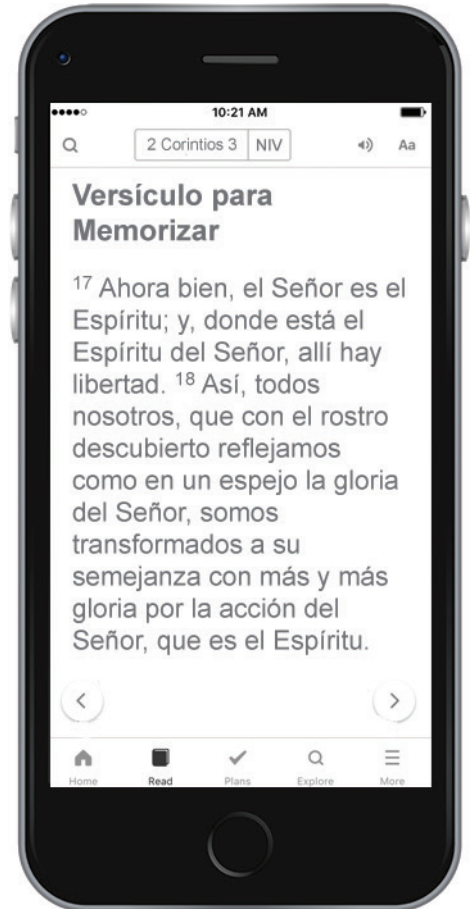 10:21 AM
2 Corintios 3 NIV Aa
Versículo para
Memorizar
17 Ahora bien, el Señor es el
Espíritu; y, donde está el
Espíritu del Señor, allí hay
libertad. 18 Así, todos
nosotros, que con el rostro
descubierto reflejamos
como en un espejo la gloria
del Señor, somos
transformados a su
semejanza con más y más
gloria por la acción del
Señor, que es el Espíritu.
Home Read Plans Explore More